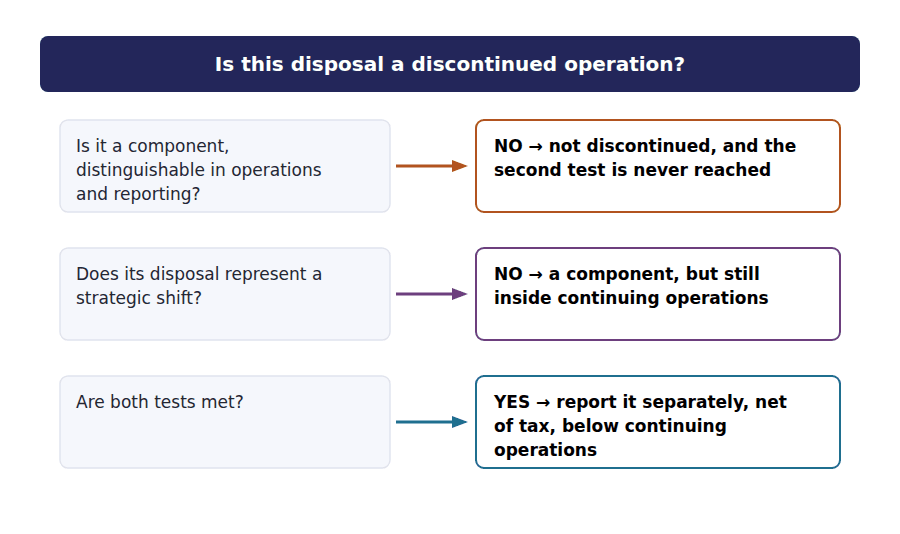 Is this disposal a discontinued operation?
Is it a component,
distinguishable in operations
and reporting?
NO → not discontinued, and the
second test is never reached
Does its disposal represent a
strategic shift?
NO → a component, but still
inside continuing operations
Are both tests met?
YES → report it separately, net
of tax, below continuing
operations